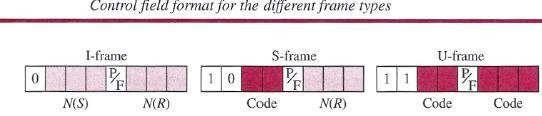 Control field format for the different frame types
I-frame S-frame U-frame
0 P/F 1 0 P/F 1 1 P/F
N(S) N(R) Code N(R) Code Code